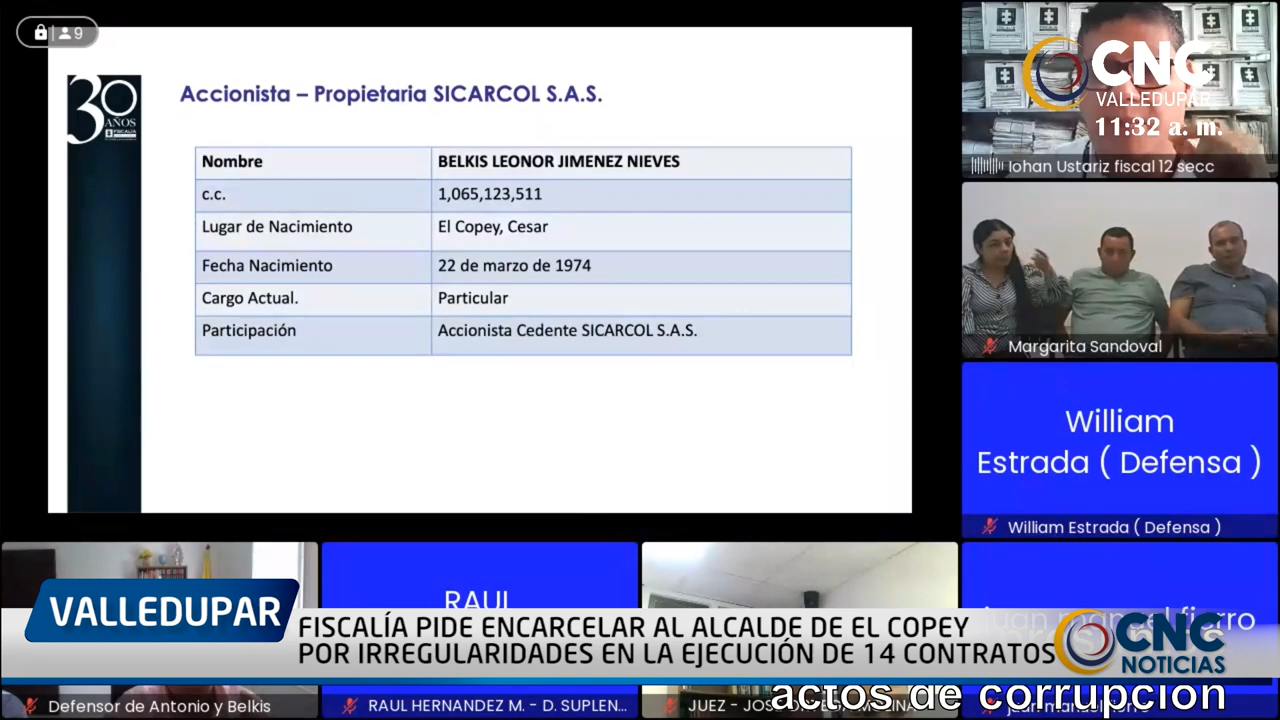 9
30
AÑOS
FISCALÍA
Accionista – Propietaria SICARCOL S.A.S.
Nombre BELKIS LEONOR JIMENEZ NIEVES
c.c. 1,065,123,511
Lugar de Nacimiento El Copey, Cesar
Fecha Nacimiento 22 de marzo de 1974
Cargo Actual. Particular
Participación Accionista Cedente SICARCOL S.A.S.
CNC
VALLEDUPAR
11:32 a. m.
Iohan Ustariz fiscal 12 secc
Margarita Sandoval
William
Estrada ( Defensa )
William Estrada ( Defensa )
RAUL
VALLEDUPAR
FISCALÍA PIDE ENCARCELAR AL ALCALDE DE EL COPEY
POR IRREGULARIDADES EN LA EJECUCIÓN DE 14 CONTRATOS
CNC
NOTICIAS
Defensor de Antonio y Belkis
RAUL HERNANDEZ M. - D. SUPLEN...
JUEZ - JOSE
actos de corrupcion